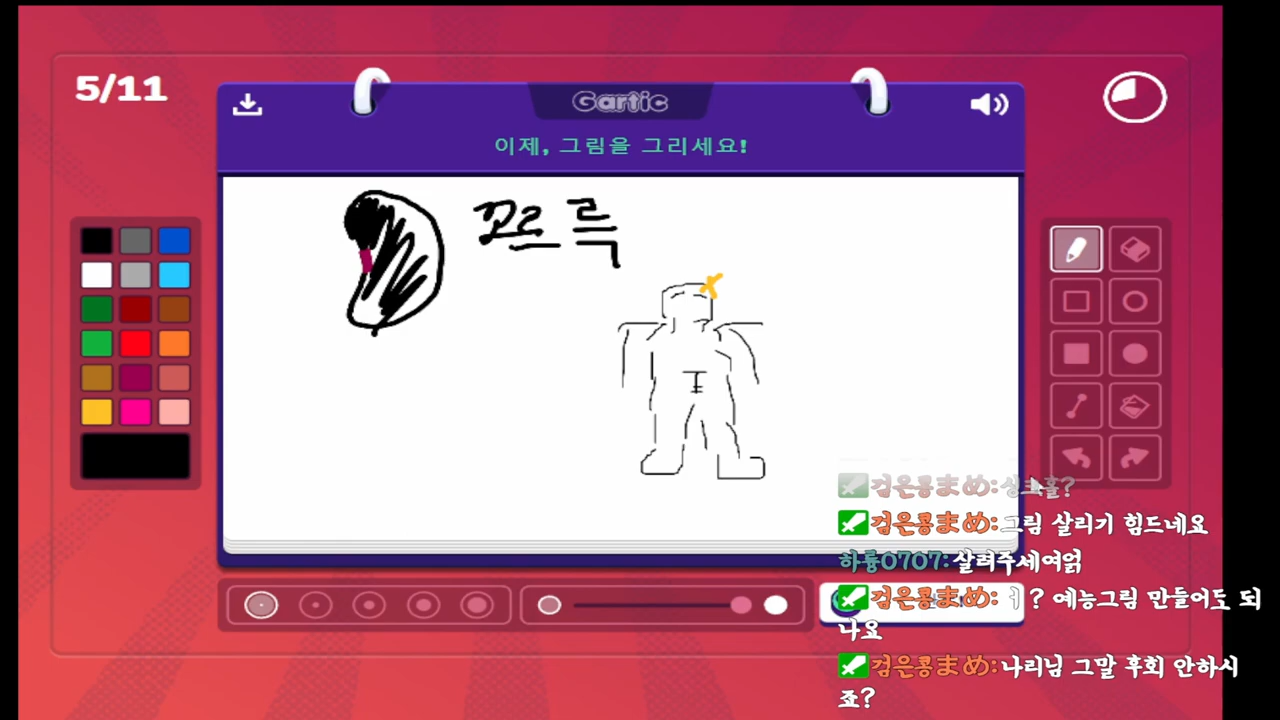 5/11
Gartic
이제, 그림을 그리세요!
꼬르륵
검은콩まめ: 싱크홀?
검은콩まめ: 그림 살리기 힘드네요
하륭0707: 살려주세여얽
검은콩まめ: ㅓ? 예능그림 만들어도 되
나요
검은콩まめ: 나리님 그말 후회 안하시
죠?